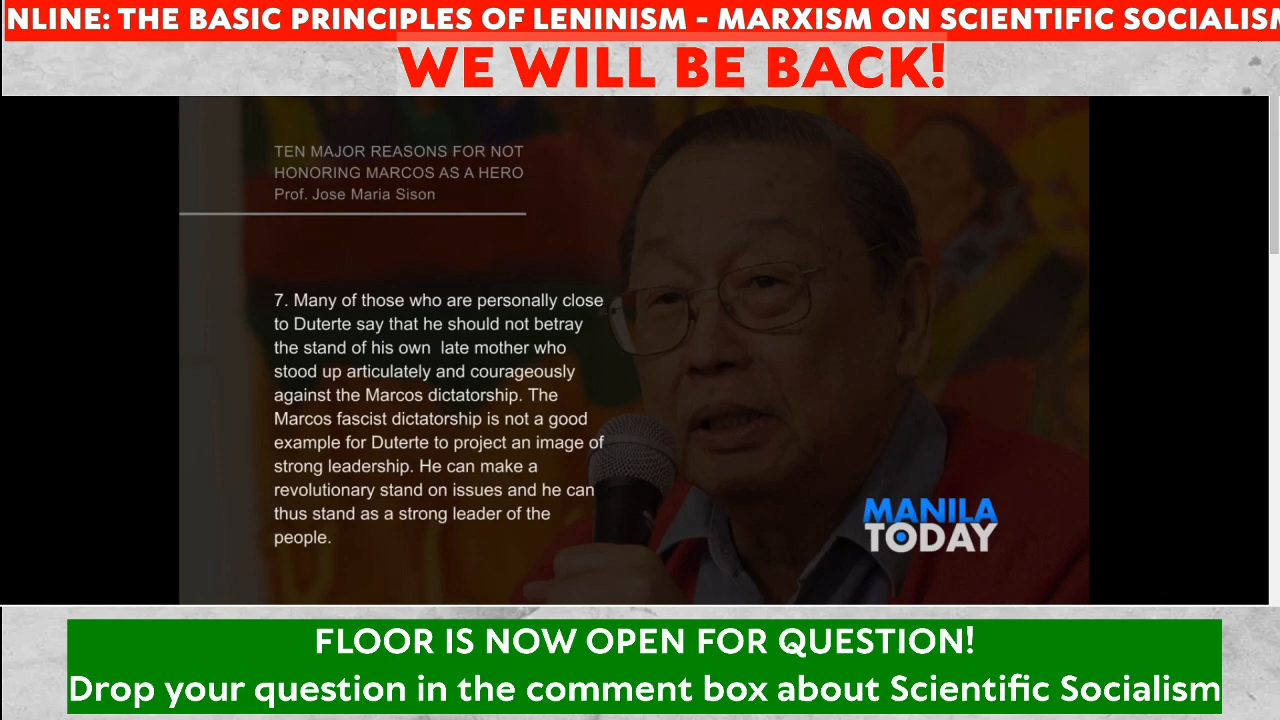 NLINE: THE BASIC PRINCIPLES OF LENINISM - MARXISM ON SCIENTIFIC SOCIALISM
WE WILL BE BACK!
TEN MAJOR REASONS FOR NOT
HONORING MARCOS AS A HERO
Prof. Jose Maria Sison
7. Many of those who are personally close
to Duterte say that he should not betray
the stand of his own late mother who
stood up articulately and courageously
against the Marcos dictatorship. The
Marcos fascist dictatorship is not a good
example for Duterte to project an image of
strong leadership. He can make a
revolutionary stand on issues and he can
thus stand as a strong leader of the
people.
MANILA
TODAY
FLOOR IS NOW OPEN FOR QUESTION!
Drop your question in the comment box about Scientific Socialism